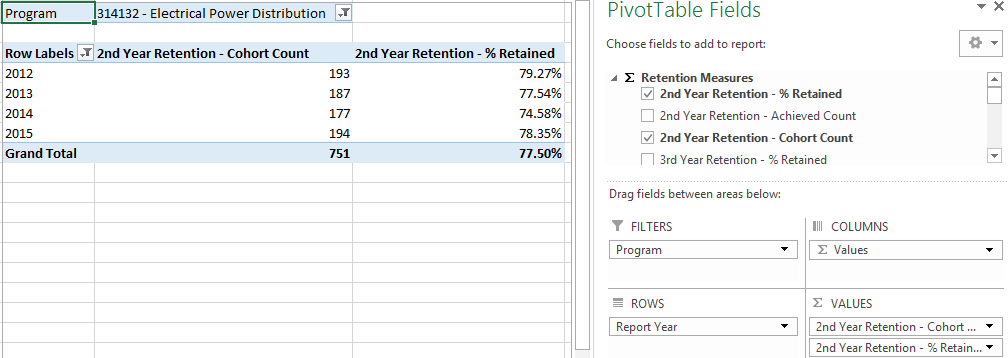 Program 314132 - Electrical Power Distribution
Row Labels 2nd Year Retention - Cohort Count 2nd Year Retention - % Retained
2012 193 79.27%
2013 187 77.54%
2014 177 74.58%
2015 194 78.35%
Grand Total 751 77.50%
PivotTable Fields
Choose fields to add to report:
Σ Retention Measures
2nd Year Retention - % Retained
2nd Year Retention - Achieved Count
2nd Year Retention - Cohort Count
3rd Year Retention - % Retained
Drag fields between areas below:
FILTERS
Program
COLUMNS
Σ Values
ROWS
Report Year
Σ VALUES
2nd Year Retention - Cohort ...
2nd Year Retention - % Retain...